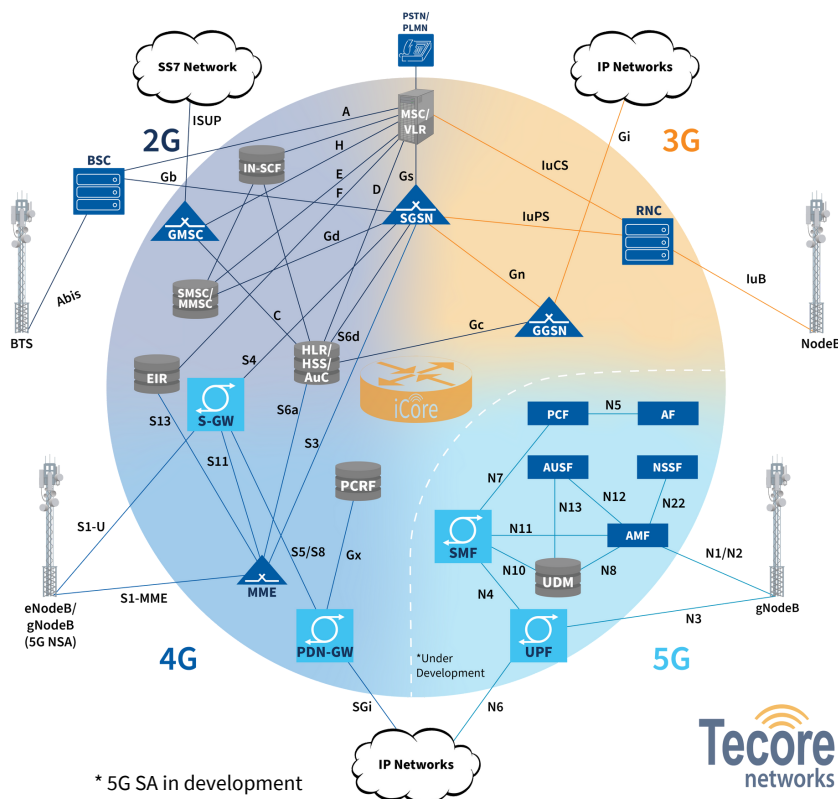 PSTN/
PLMN
SS7 Network
IP Networks
2G
3G
A
MSC/
VLR
ISUP
H
Gi
BSC
IN-SCF
E
IuCS
Gb
F
D
Gs
RNC
GMSC
SGSN
IuPS
Gd
Gn
SMSC/
MMSC
IuB
Abis
C
GGSN
BTS
S6d
Gc
NodeB
HLR/
HSS/
AuC
EIR
S4
iCore
S-GW
S6a
S13
S3
PCF
N5
AF
S11
PCRF
AUSF
NSSF
N7
N12
N13
N22
S1-U
N11
AMF
SMF
S5/S8
Gx
N10
UDM
N8
N1/N2
MME
N4
S1-MME
eNodeB/
gNodeB
(5G NSA)
gNodeB
N3
4G
PDN-GW
*Under
Development
UPF
5G
SGi
N6
IP Networks
Tecore
networks
* 5G SA in development